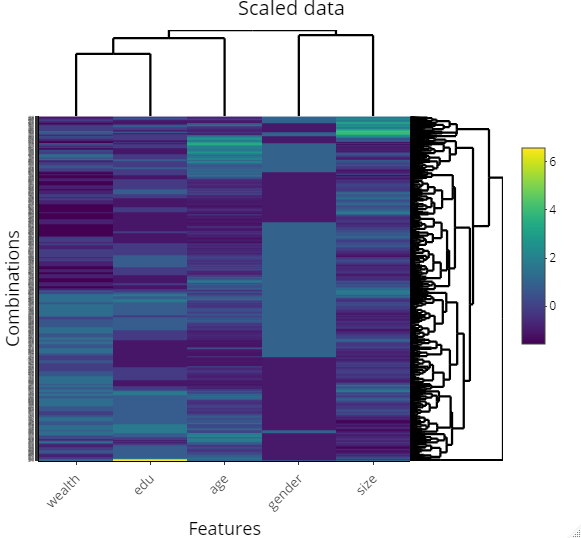 Scaled data
Combinations
6
4
2
0
wealth
edu
age
gender
size
Features